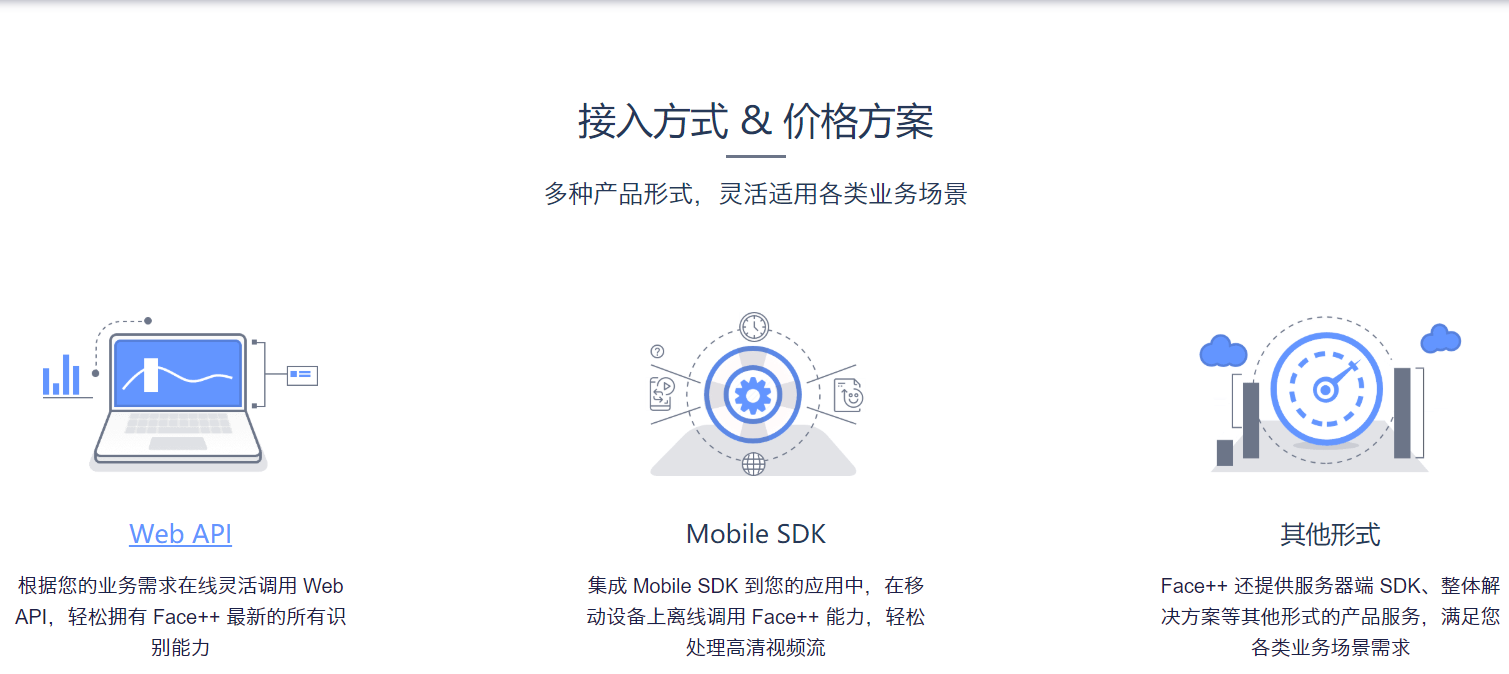 接入方式 & 价格方案
多种产品形式，灵活适用各类业务场景
Web API
根据您的业务需求在线灵活调用 Web
API，轻松拥有 Face++ 最新的所有识
别能力
Mobile SDK
集成 Mobile SDK 到您的应用中，在移
动设备上离线调用 Face++ 能力，轻松
处理高清视频流
其他形式
Face++ 还提供服务器端 SDK、整体解
决方案等其他形式的产品服务，满足您
各类业务场景需求